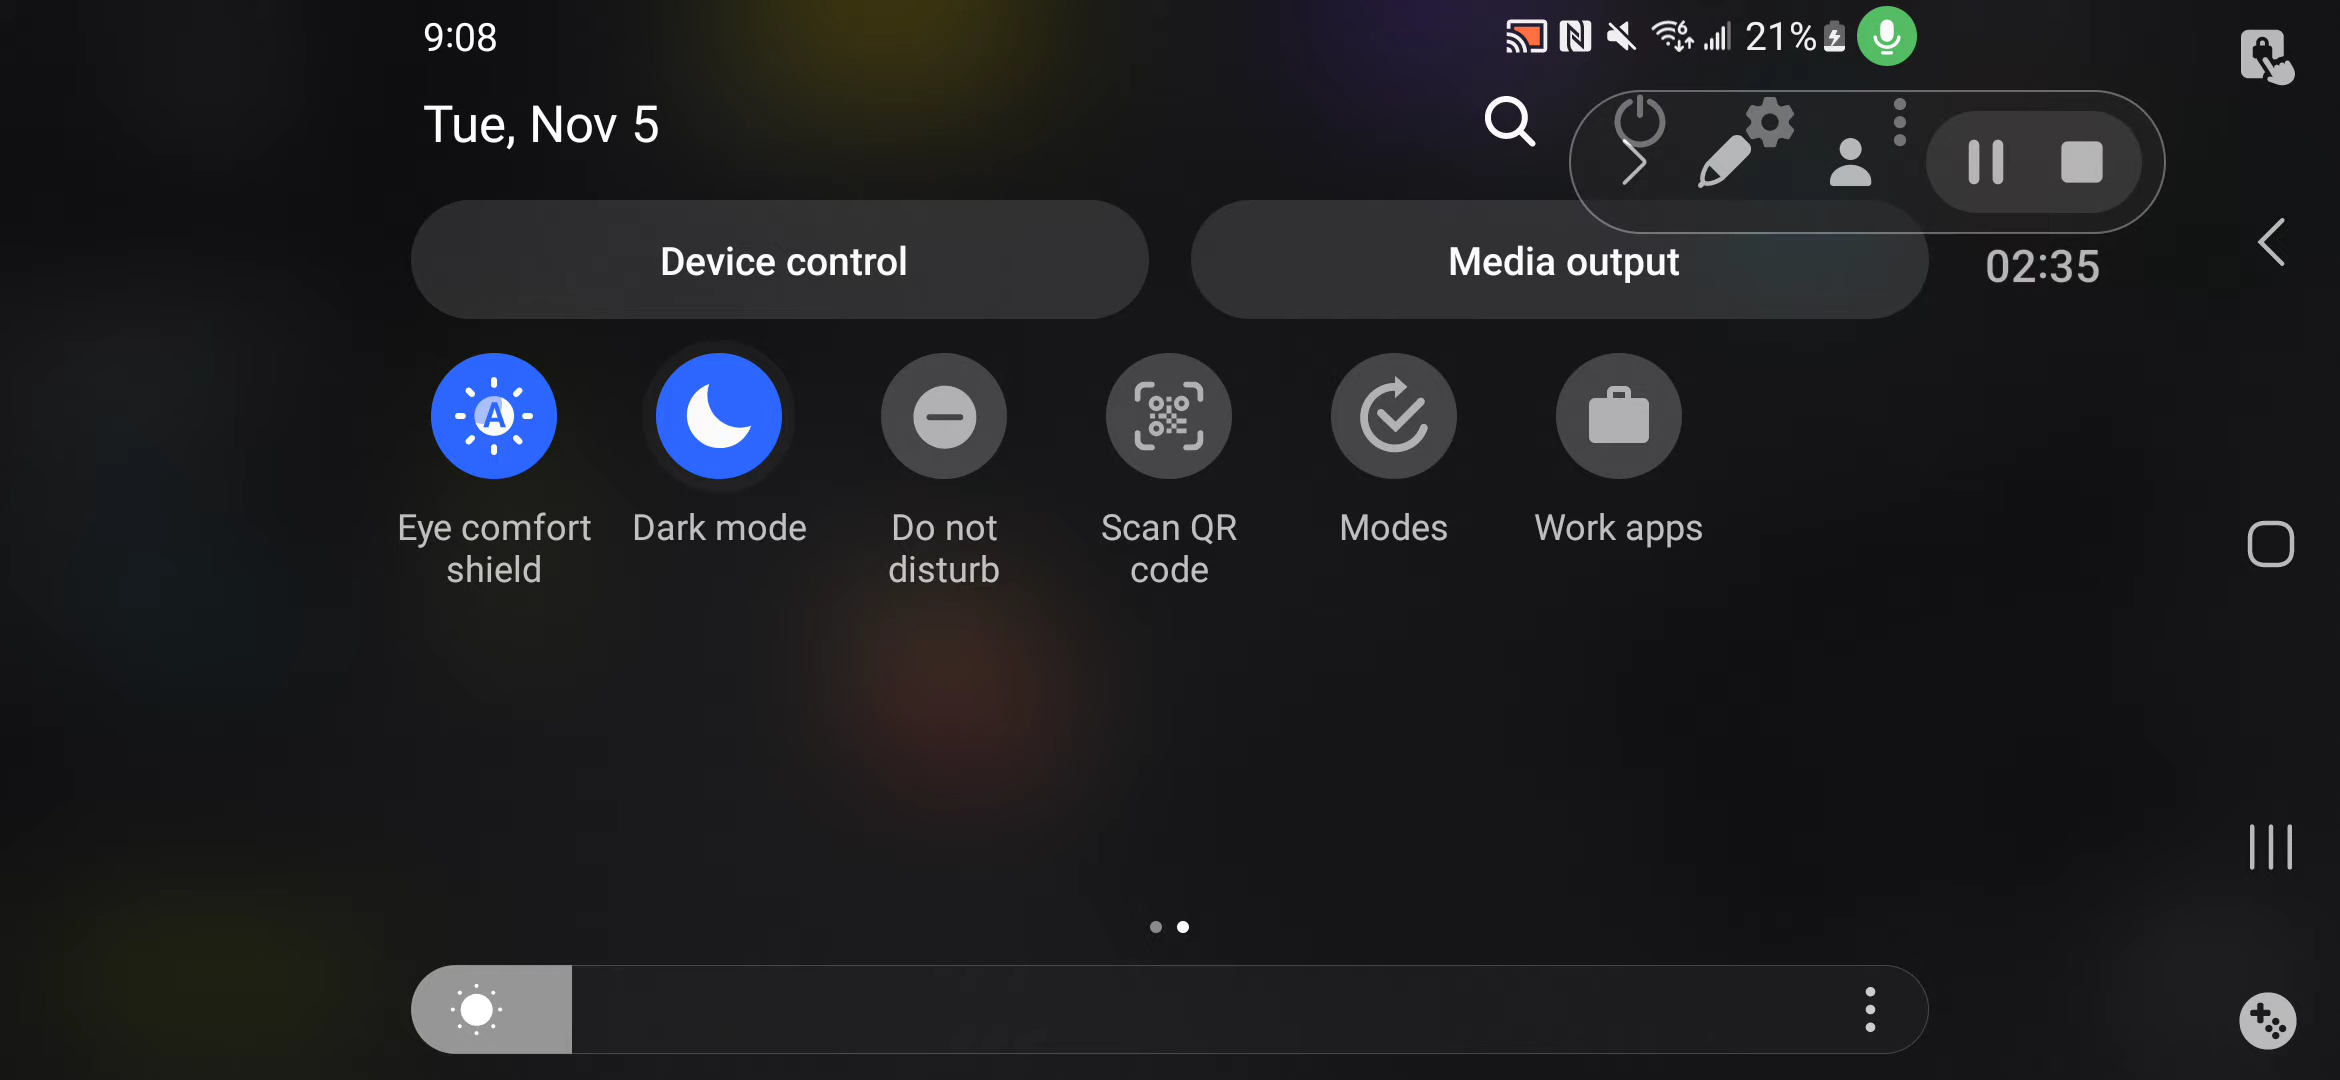 9:08
21%
Tue, Nov 5
Device control
Media output
02:35
A
Eye comfort
shield
Dark mode
Do not
disturb
Scan QR
code
Modes
Work apps